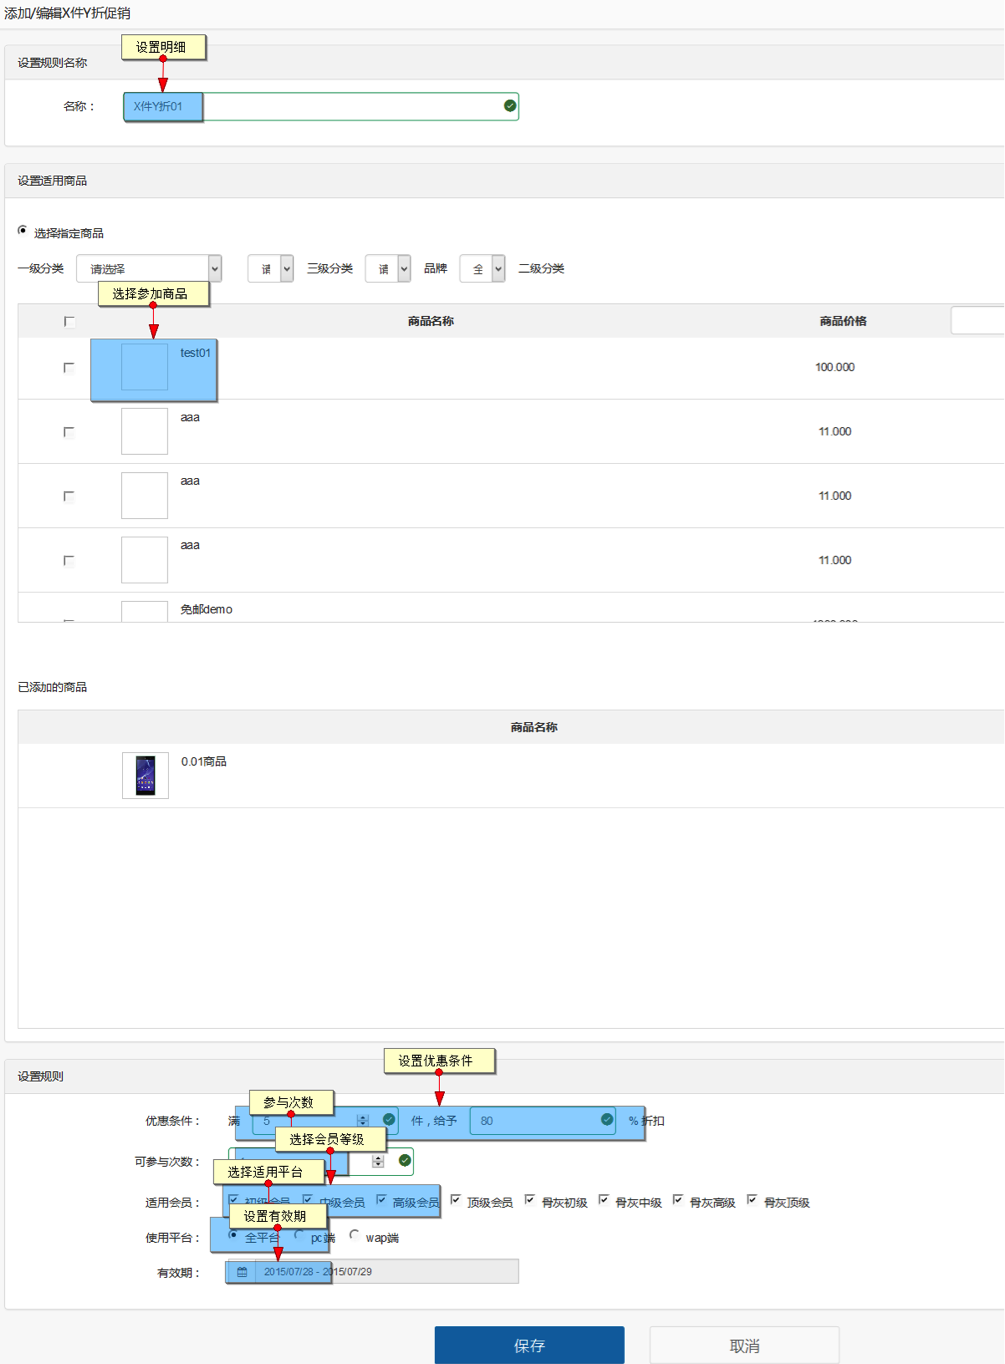 添加/编辑X件Y折促销
设置明细
设置规则名称
名称： X件Y折01
设置适用商品
选择指定商品
一级分类 请选择 请 三级分类 请 品牌 全 二级分类
选择参加商品
商品名称 商品价格
test01 100.000
aaa 11.000
aaa 11.000
aaa 11.000
免邮demo
已添加的商品
商品名称
0.01商品
设置优惠条件
设置规则
参与次数
优惠条件： 满 5 件，给予 80 % 折扣
选择会员等级
可参与次数：
选择适用平台
适用会员： 初级会员 中级会员 高级会员 顶级会员 骨灰初级 骨灰中级 骨灰高级 骨灰顶级
设置有效期
使用平台： 全平台 pc端 wap端
有效期： 2015/07/28 - 2015/07/29
保存 取消